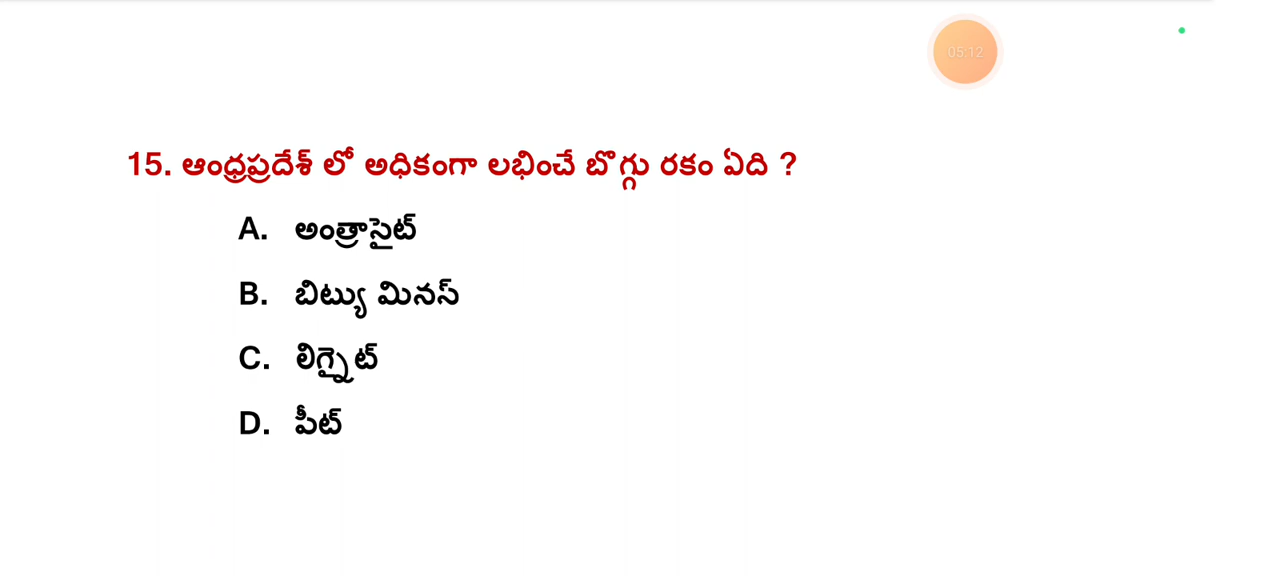 05:12
15. ఆంధ్రప్రదేశ్ లో అధికంగా లభించే బొగ్గు రకం ఏది ?
A. అంత్రాసైట్
B. బిట్యు మినస్
C. లిగ్నైట్
D. పీట్